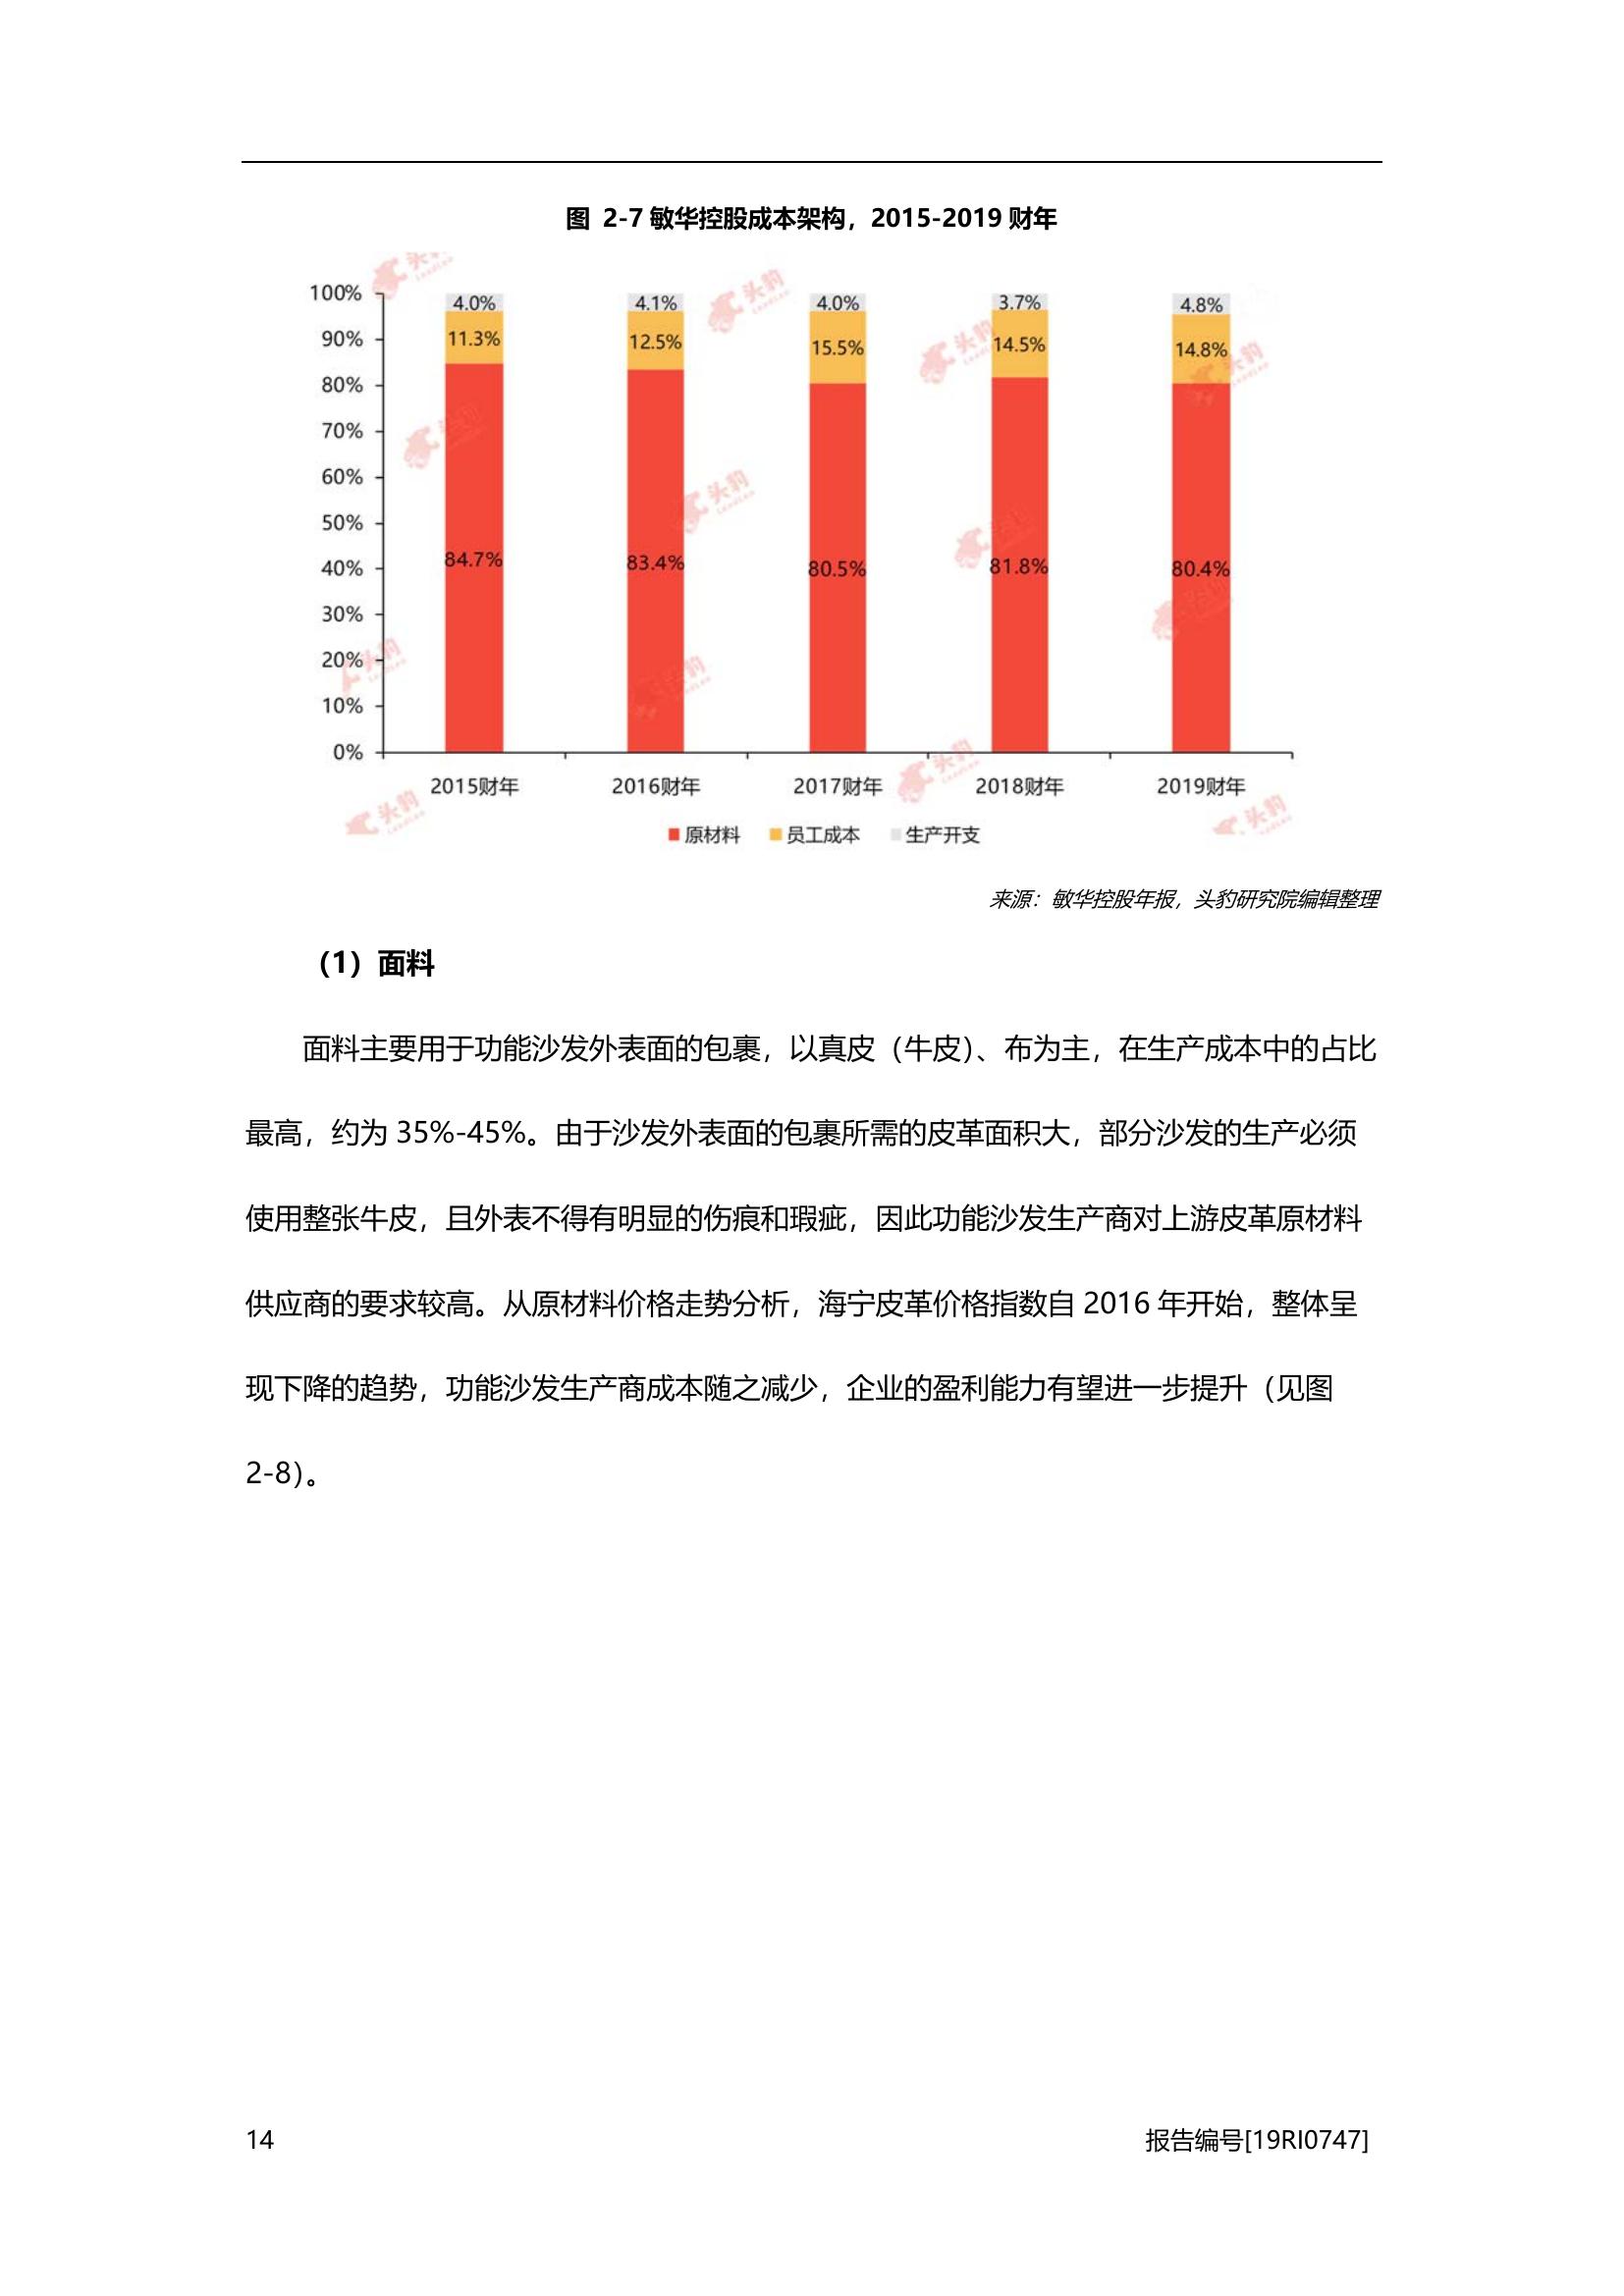 图 2-7 敏华控股成本架构，2015-2019 财年
100%
90%
80%
70%
60%
50%
40%
30%
20%
10%
0%
4.0% 4.1% 4.0% 3.7% 4.8%
11.3% 12.5% 15.5% 14.5% 14.8%
84.7% 83.4% 80.5% 81.8% 80.4%
2015财年 2016财年 2017财年 2018财年 2019财年
原材料 员工成本 生产开支
头豹
LeadLeo
来源：敏华控股年报，头豹研究院编辑整理
（1）面料
面料主要用于功能沙发外表面的包裹，以真皮（牛皮）、布为主，在生产成本中的占比
最高，约为 35%-45%。由于沙发外表面的包裹所需的皮革面积大，部分沙发的生产必须
使用整张牛皮，且外表不得有明显的伤痕和瑕疵，因此功能沙发生产商对上游皮革原材料
供应商的要求较高。从原材料价格走势分析，海宁皮革价格指数自 2016 年开始，整体呈
现下降的趋势，功能沙发生产商成本随之减少，企业的盈利能力有望进一步提升（见图
2-8）。
14 报告编号[19RI0747]